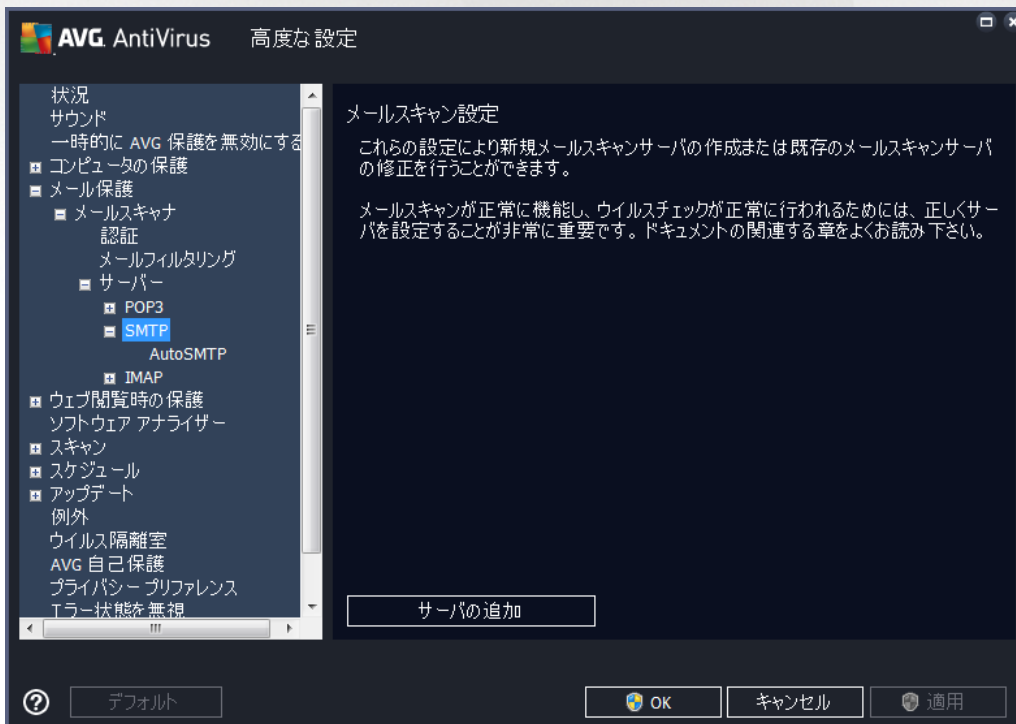 AVG. AntiVirus 高度な設定
状況
サウンド
一時的に AVG 保護を無効にする
コンピュータの保護
メール保護
メールスキャナ
認証
メールフィルタリング
サーバー
POP3
SMTP
AutoSMTP
IMAP
ウェブ閲覧時の保護
ソフトウェア アナライザー
スキャン
スケジュール
アップデート
例外
ウイルス隔離室
AVG 自己保護
プライバシー プリファレンス
エラー状態を無視
メールスキャン設定
これらの設定により新規メールスキャンサーバの作成または既存のメールスキャンサーバ
の修正を行うことができます。
メールスキャンが正常に機能し、ウイルスチェックが正常に行われるためには、正しくサー
バを設定することが非常に重要です。ドキュメントの関連する章をよくお読み下さい。
サーバの追加
? デフォルト OK キャンセル 適用